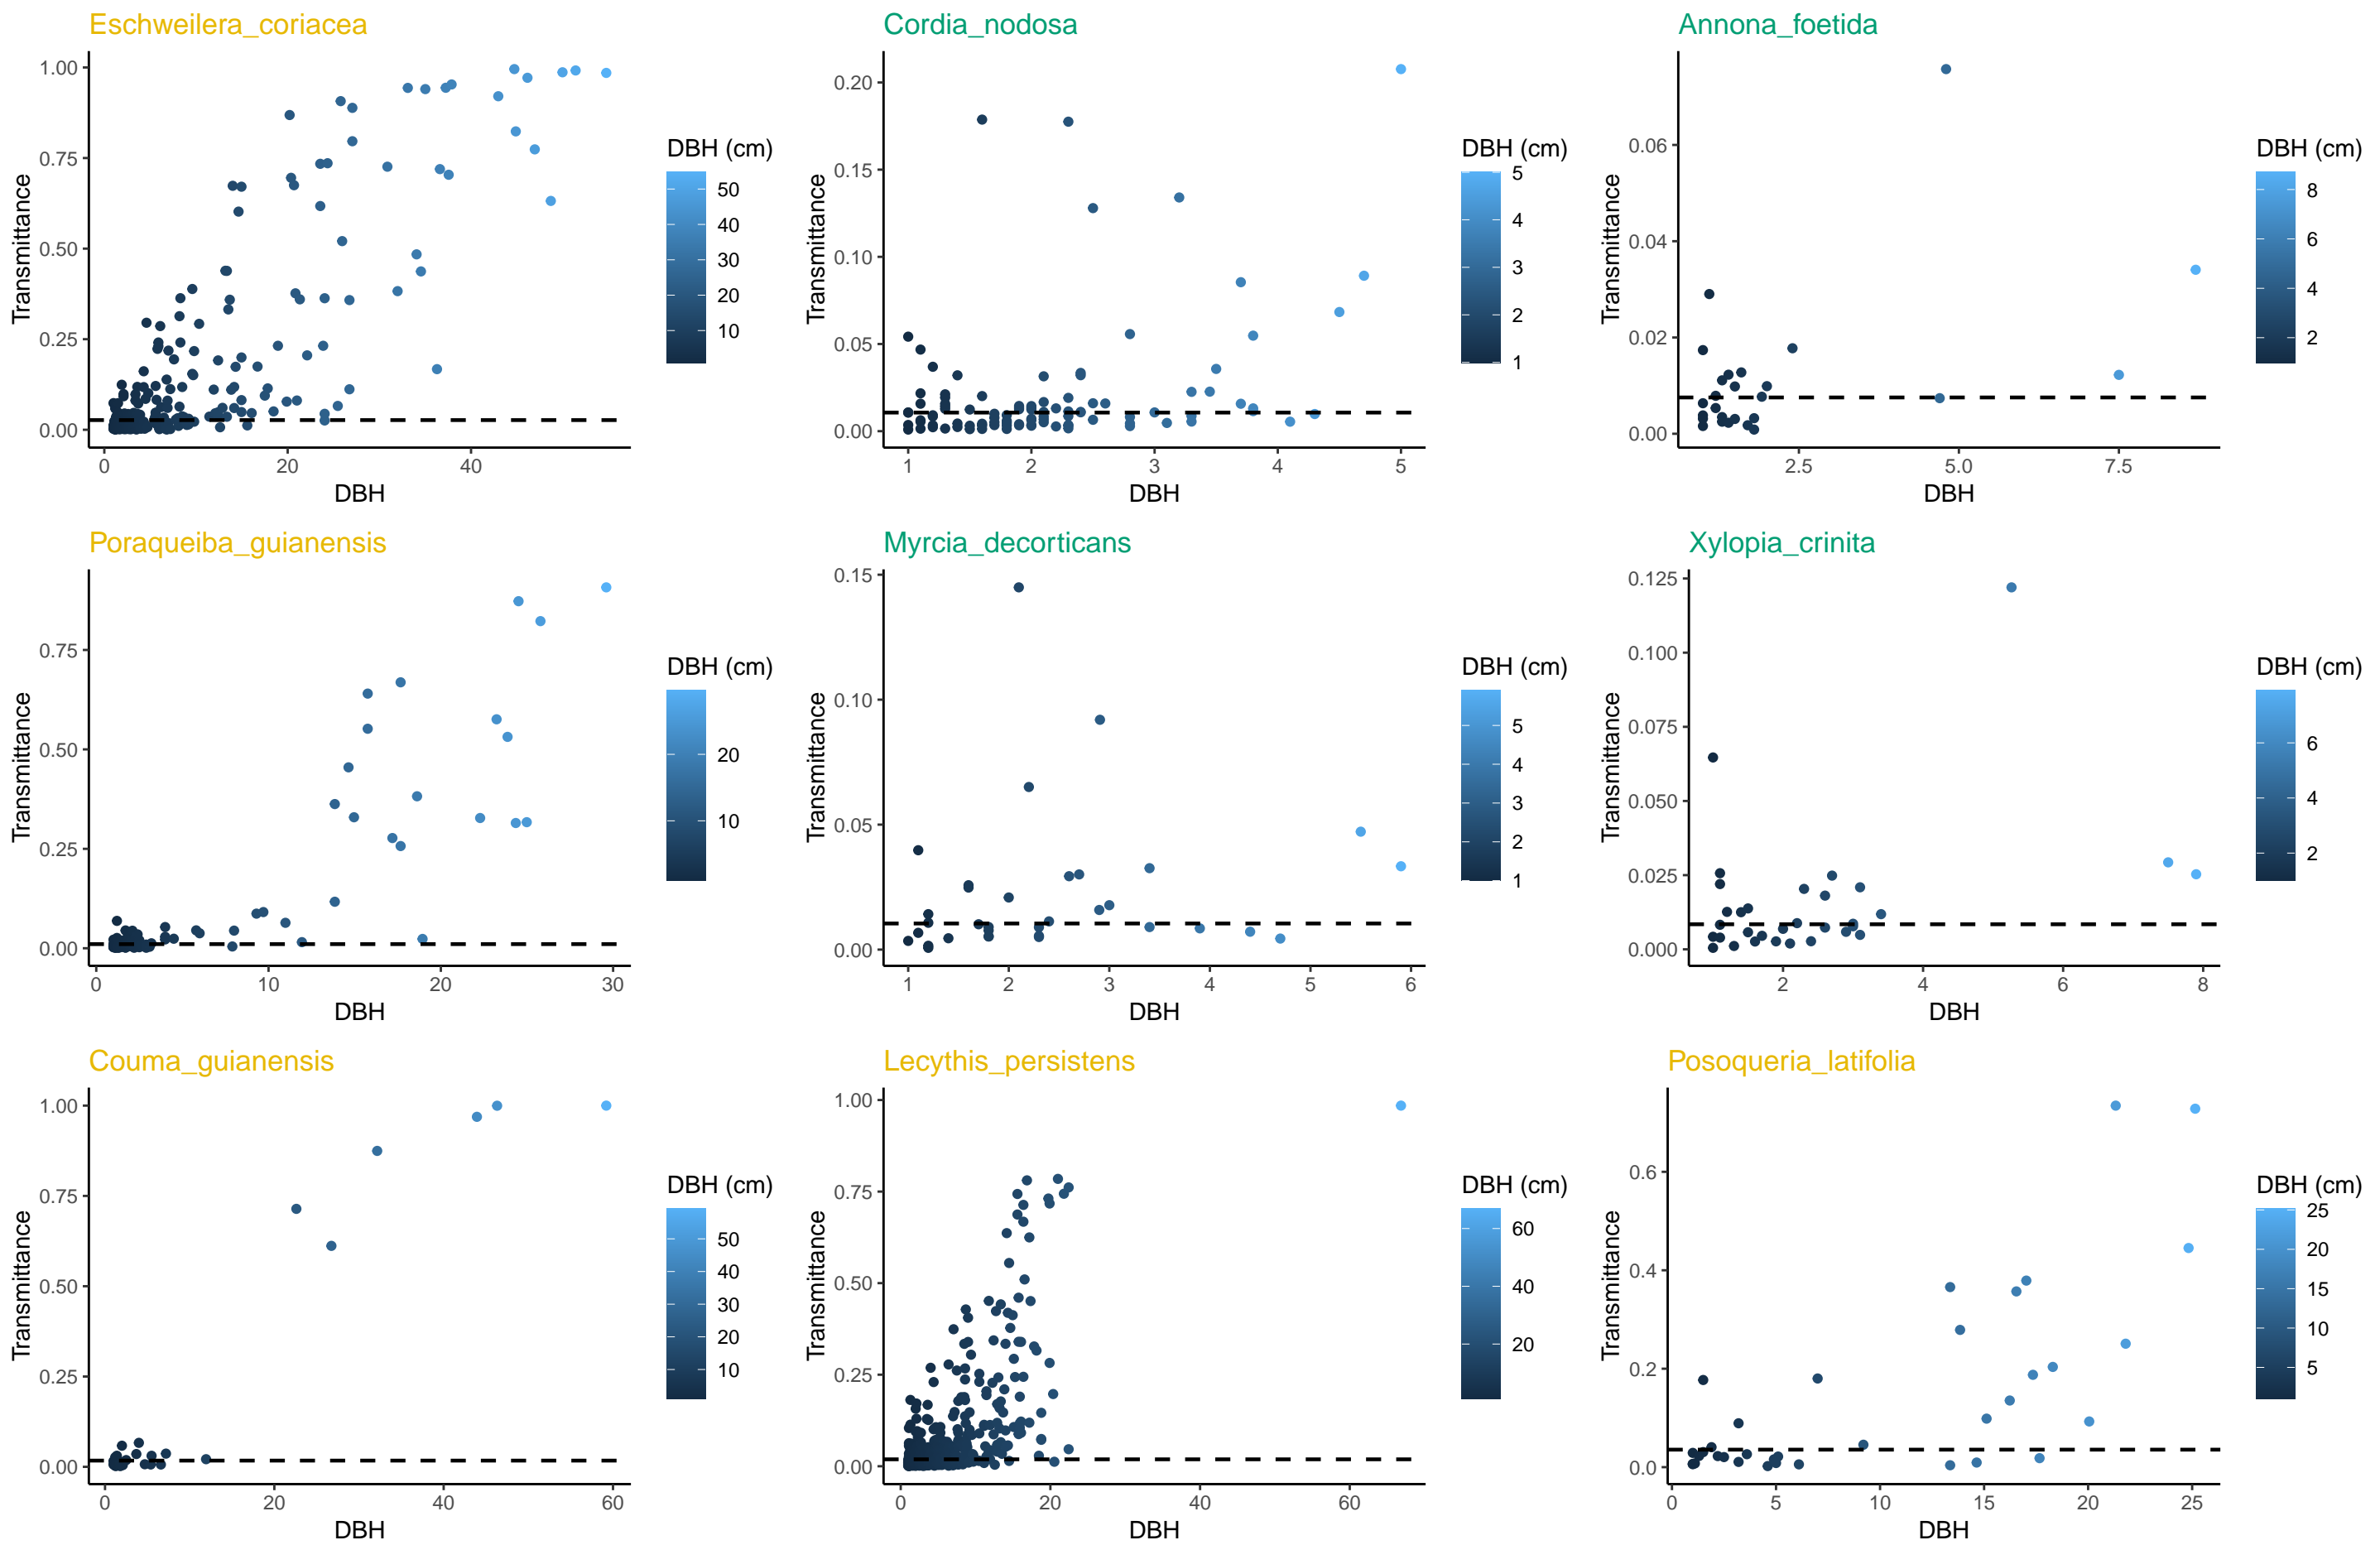 Eschweilera_coriacea
Transmittance
1.00
0.75
0.50
0.25
0.00
0 20 40
DBH
DBH (cm)
50
40
30
20
10
Cordia_nodosa
Transmittance
0.20
0.15
0.10
0.05
0.00
1 2 3 4 5
DBH
DBH (cm)
5
4
3
2
1
Annona_foetida
Transmittance
0.06
0.04
0.02
0.00
2.5 5.0 7.5
DBH
DBH (cm)
8
6
4
2
Poraqueiba_guianensis
Transmittance
0.75
0.50
0.25
0.00
0 10 20 30
DBH
DBH (cm)
20
10
Myrcia_decorticans
Transmittance
0.15
0.10
0.05
0.00
1 2 3 4 5 6
DBH
DBH (cm)
5
4
3
2
1
Xylopia_crinita
Transmittance
0.125
0.100
0.075
0.050
0.025
0.000
2 4 6 8
DBH
DBH (cm)
6
4
2
Couma_guianensis
Transmittance
1.00
0.75
0.50
0.25
0.00
0 20 40 60
DBH
DBH (cm)
50
40
30
20
10
Lecythis_persistens
Transmittance
1.00
0.75
0.50
0.25
0.00
0 20 40 60
DBH
DBH (cm)
60
40
20
Posoqueria_latifolia
Transmittance
0.6
0.4
0.2
0.0
0 5 10 15 20 25
DBH
DBH (cm)
25
20
15
10
5